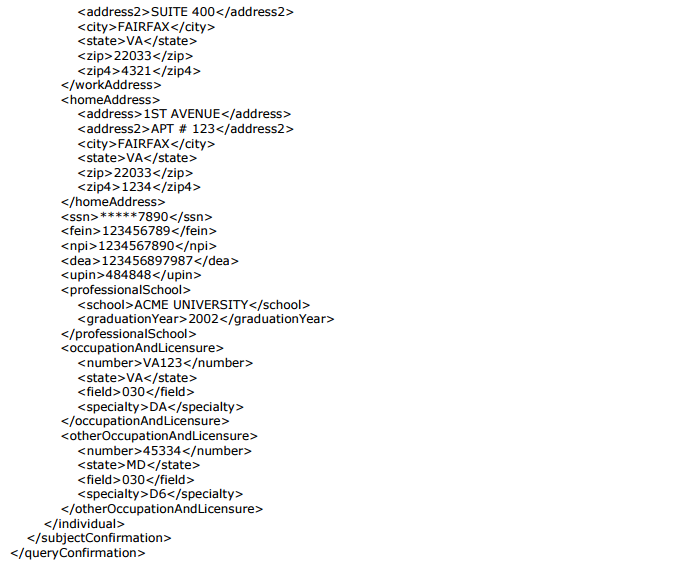 <address2>SUITE 400</address2>
<city>FAIRFAX</city>
<state>VA</state>
<zip>22033</zip>
<zip4>4321</zip4>
</workAddress>
<homeAddress>
<address>1ST AVENUE</address>
<address2>APT # 123</address2>
<city>FAIRFAX</city>
<state>VA</state>
<zip>22033</zip>
<zip4>1234</zip4>
</homeAddress>
<ssn>*****7890</ssn>
<fein>123456789</fein>
<npi>1234567890</npi>
<dea>123456897987</dea>
<upin>484848</upin>
<professionalSchool>
<school>ACME UNIVERSITY</school>
<graduationYear>2002</graduationYear>
</professionalSchool>
<occupationAndLicensure>
<number>VA123</number>
<state>VA</state>
<field>030</field>
<specialty>DA</specialty>
</occupationAndLicensure>
<otherOccupationAndLicensure>
<number>45334</number>
<state>MD</state>
<field>030</field>
<specialty>D6</specialty>
</otherOccupationAndLicensure>
</individual>
</subjectConfirmation>
</queryConfirmation>